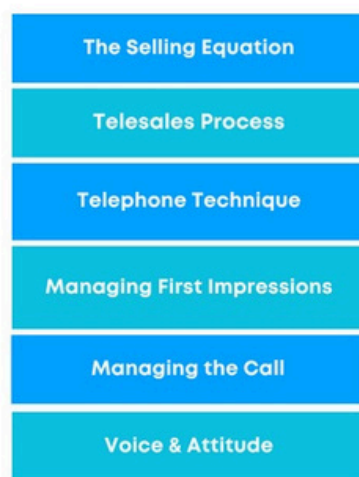 The Selling Equation
Telesales Process
Telephone Technique
Managing First Impressions
Managing the Call
Voice & Attitude